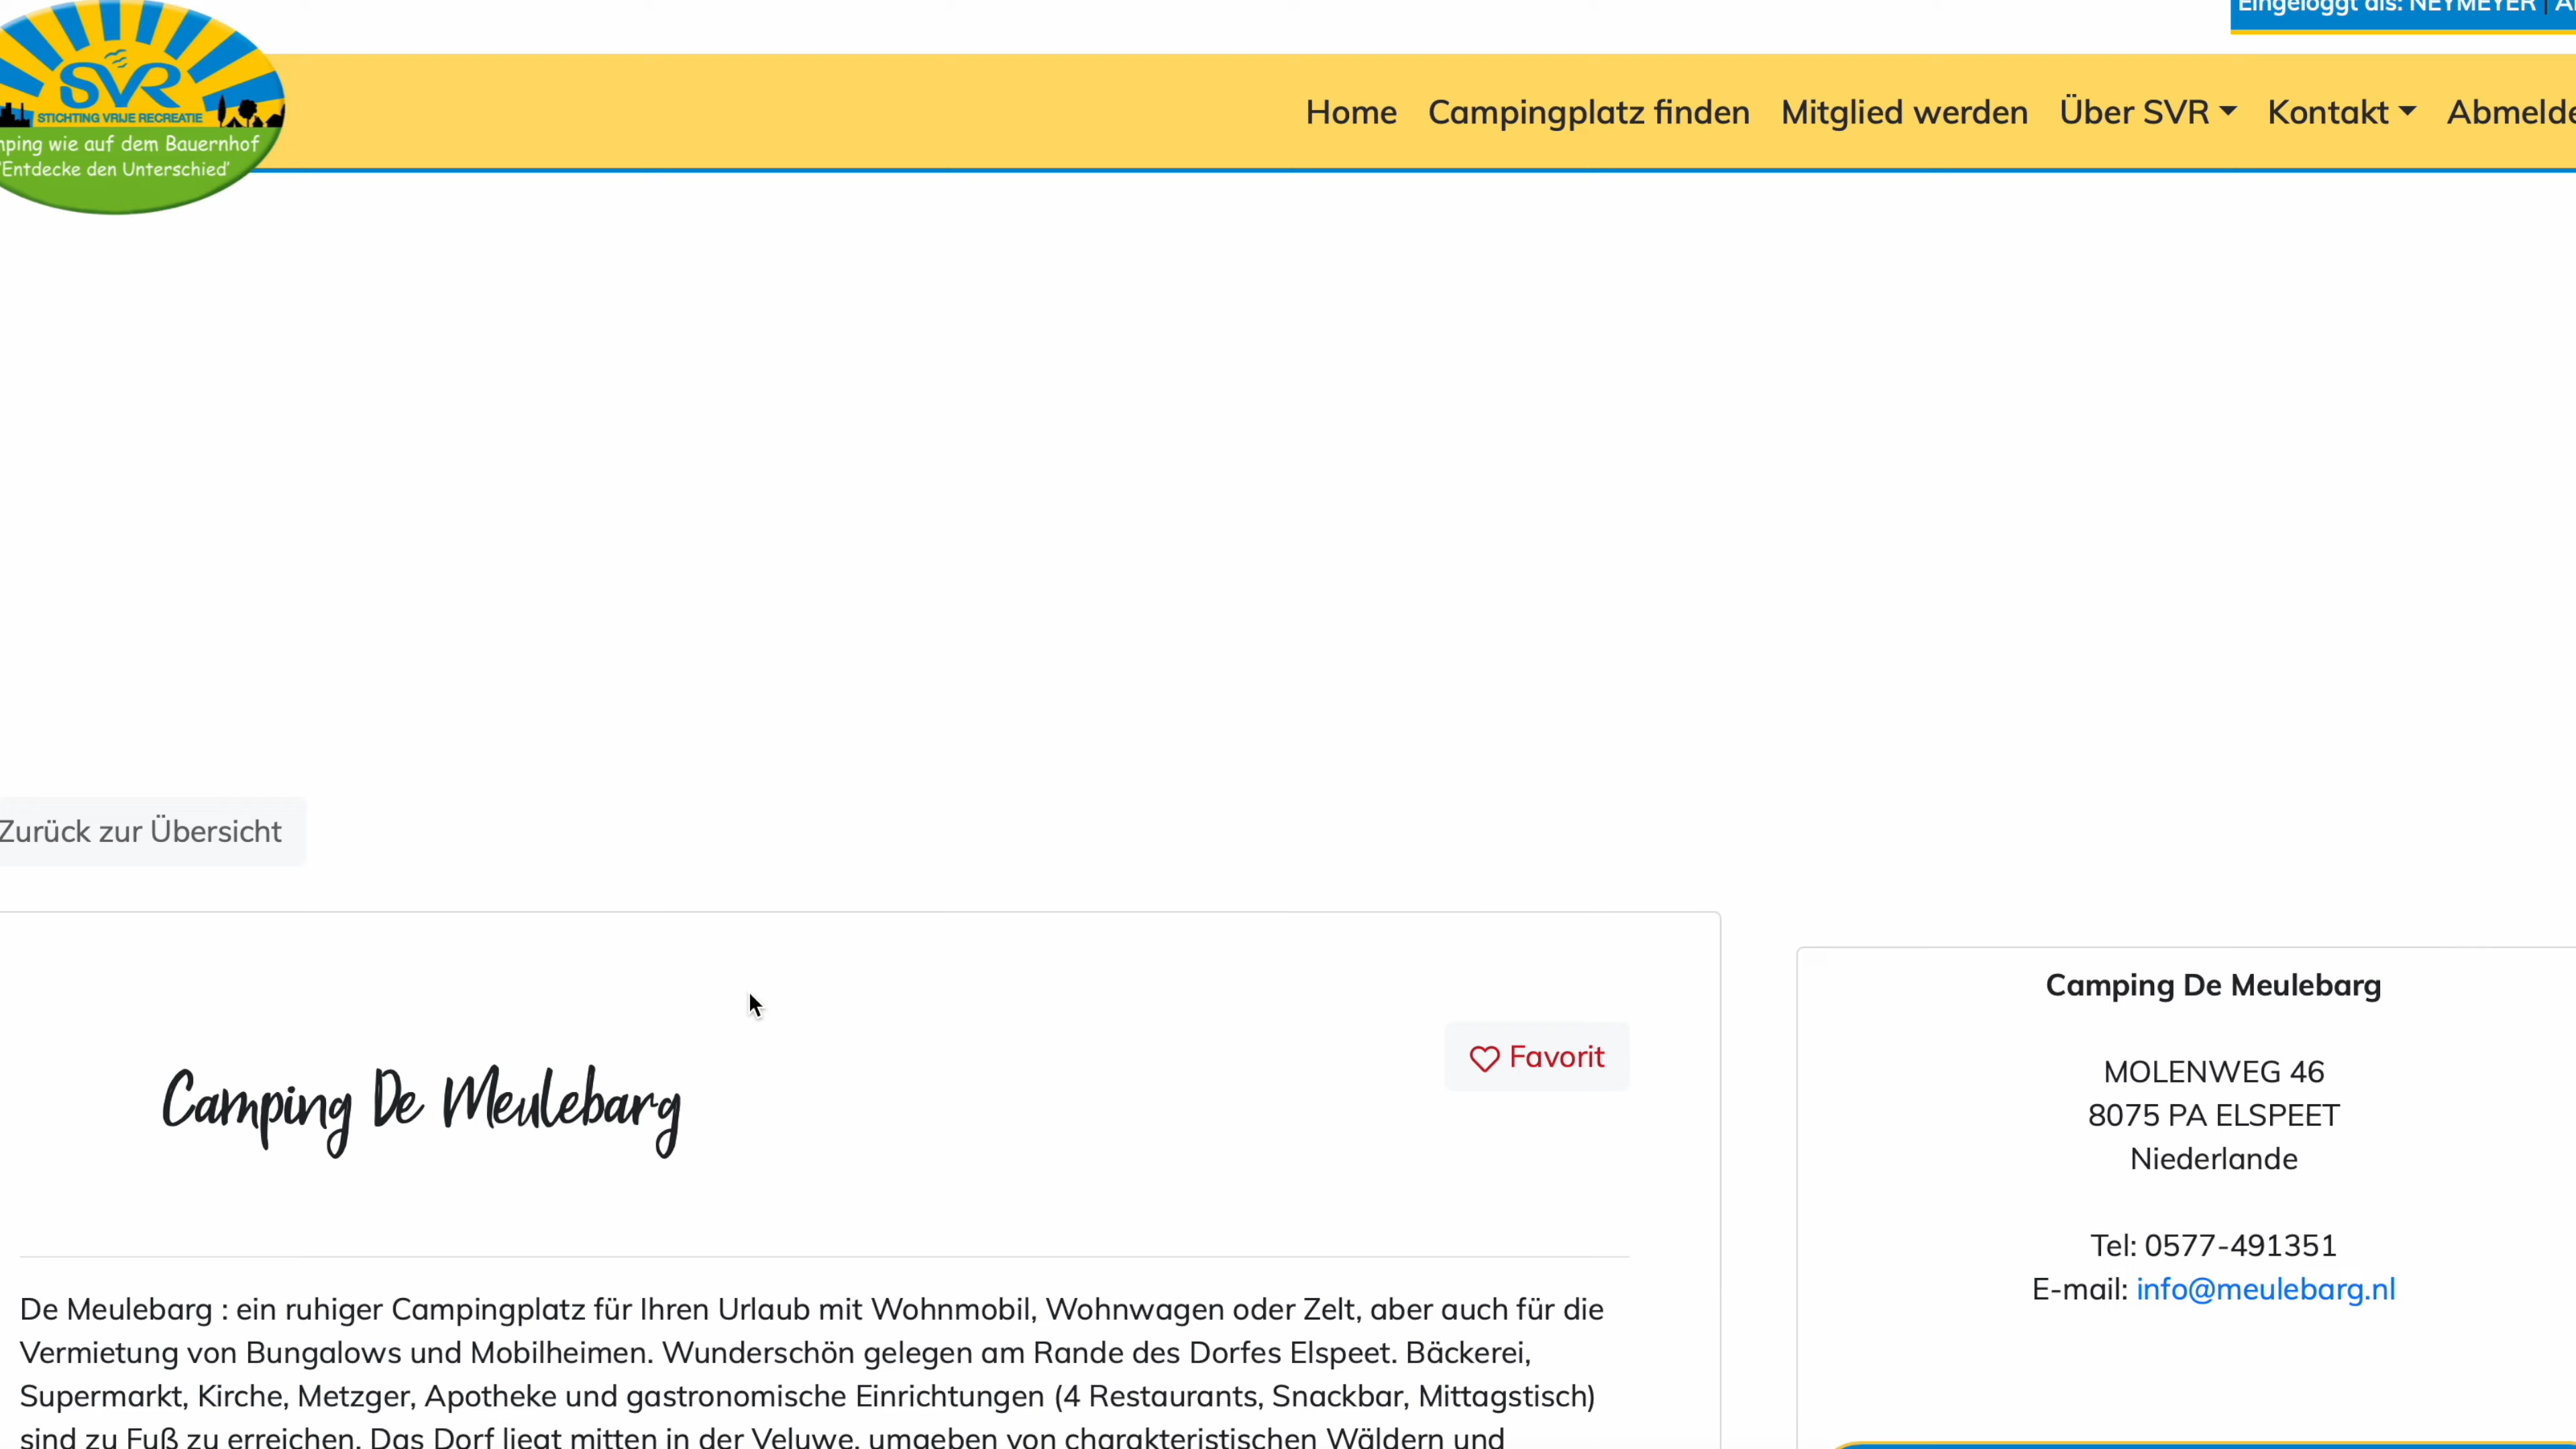 Eingeloggt als: NEYMEYER |
SVR
STICHTING VRIJE RECREATIE
wie auf dem Bauernhof
'Entdecke den Unterschied'
Home Campingplatz finden Mitglied werden Über SVR Kontakt
Zurück zur Übersicht
Camping De Meulebarg
Favorit
De Meulebarg : ein ruhiger Campingplatz für Ihren Urlaub mit Wohnmobil, Wohnwagen oder Zelt, aber auch für die
Vermietung von Bungalows und Mobilheimen. Wunderschön gelegen am Rande des Dorfes Elspeet. Bäckerei,
Supermarkt, Kirche, Metzger, Apotheke und gastronomische Einrichtungen (4 Restaurants, Snackbar, Mittagstisch)
sind zu Fuß zu erreichen. Das Dorf liegt mitten in der Veluwe, umgeben von charakteristischen Wäldern und
Camping De Meulebarg
MOLENWEG 46
8075 PA ELSPEET
Niederlande
Tel: 0577-491351
E-mail: info@meulebarg.nl